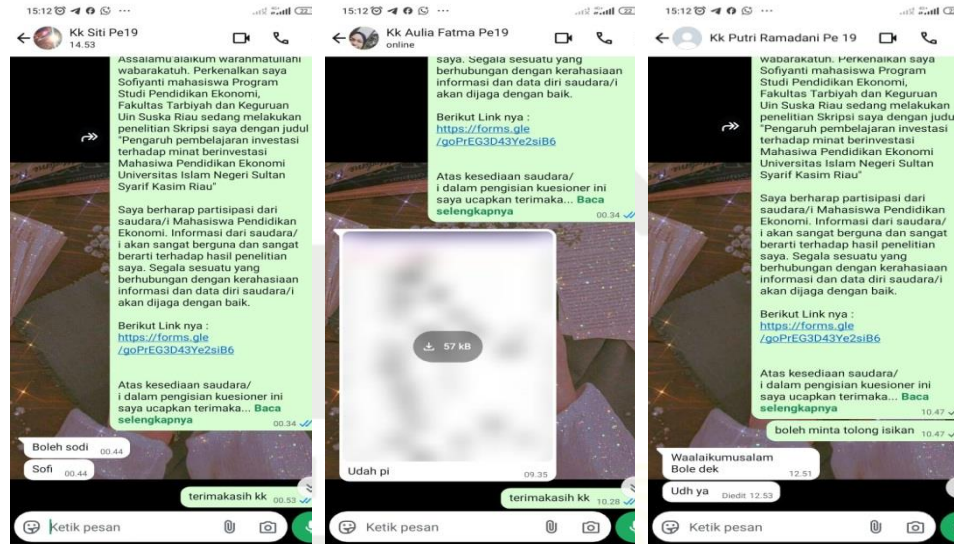 15:12
22
Kk Siti Pe19
14.53
Assalamu'alaikum warahmatullahi
wabarakatuh. Perkenalkan saya
Sofiyanti mahasiswa Program
Studi Pendidikan Ekonomi,
Fakultas Tarbiyah dan Keguruan
Uin Suska Riau sedang melakukan
penelitian Skripsi saya dengan judul
"Pengaruh pembelajaran investasi
terhadap minat berinvestasi
Mahasiwa Pendidikan Ekonomi
Universitas Islam Negeri Sultan
Syarif Kasim Riau"
Saya berharap partisipasi dari
saudara/i Mahasiswa Pendidikan
Ekonomi. Informasi dari saudara/
i akan sangat berguna dan sangat
berarti terhadap hasil penelitian
saya. Segala sesuatu yang
berhubungan dengan kerahasiaan
informasi dan data diri saudara/i
akan dijaga dengan baik.
Berikut Link nya :
https://forms.gle
/goPrEG3D43Ye2siB6
Atas kesediaan saudara/
i dalam pengisian kuesioner ini
saya ucapkan terimaka... Baca
selengkapnya
00.34
Boleh sodi 00.44
Sofi 00.44
terimakasih kk 00.53
Ketik pesan
15:12
22
Kk Aulia Fatma Pe19
online
saya. Segala sesuatu yang
berhubungan dengan kerahasiaan
informasi dan data diri saudara/i
akan dijaga dengan baik.
Berikut Link nya :
https://forms.gle
/goPrEG3D43Ye2siB6
Atas kesediaan saudara/
i dalam pengisian kuesioner ini
saya ucapkan terimaka... Baca
selengkapnya
00.34
57 kB
Udah pi 09.35
terimakasih kk 10.28
Ketik pesan
15:12
22
Kk Putri Ramadani Pe 19
wabarakatuh. Perkenalkan saya
Sofiyanti mahasiswa Program
Studi Pendidikan Ekonomi,
Fakultas Tarbiyah dan Keguruan
Uin Suska Riau sedang melakukan
penelitian Skripsi saya dengan judu
"Pengaruh pembelajaran investasi
terhadap minat berinvestasi
Mahasiwa Pendidikan Ekonomi
Universitas Islam Negeri Sultan
Syarif Kasim Riau"
Saya berharap partisipasi dari
saudara/i Mahasiswa Pendidikan
Ekonomi. Informasi dari saudara/
i akan sangat berguna dan sangat
berarti terhadap hasil penelitian
saya. Segala sesuatu yang
berhubungan dengan kerahasiaan
informasi dan data diri saudara/i
akan dijaga dengan baik.
Berikut Link nya :
https://forms.gle
/goPrEG3D43Ye2siB6
Atas kesediaan saudara/
i dalam pengisian kuesioner ini
saya ucapkan terimaka... Baca
selengkapnya
10.47
boleh minta tolong isikan 10.47
Waalaikumusalam
Bole dek 12.51
Udh ya Diedit 12.53
Ketik pesan